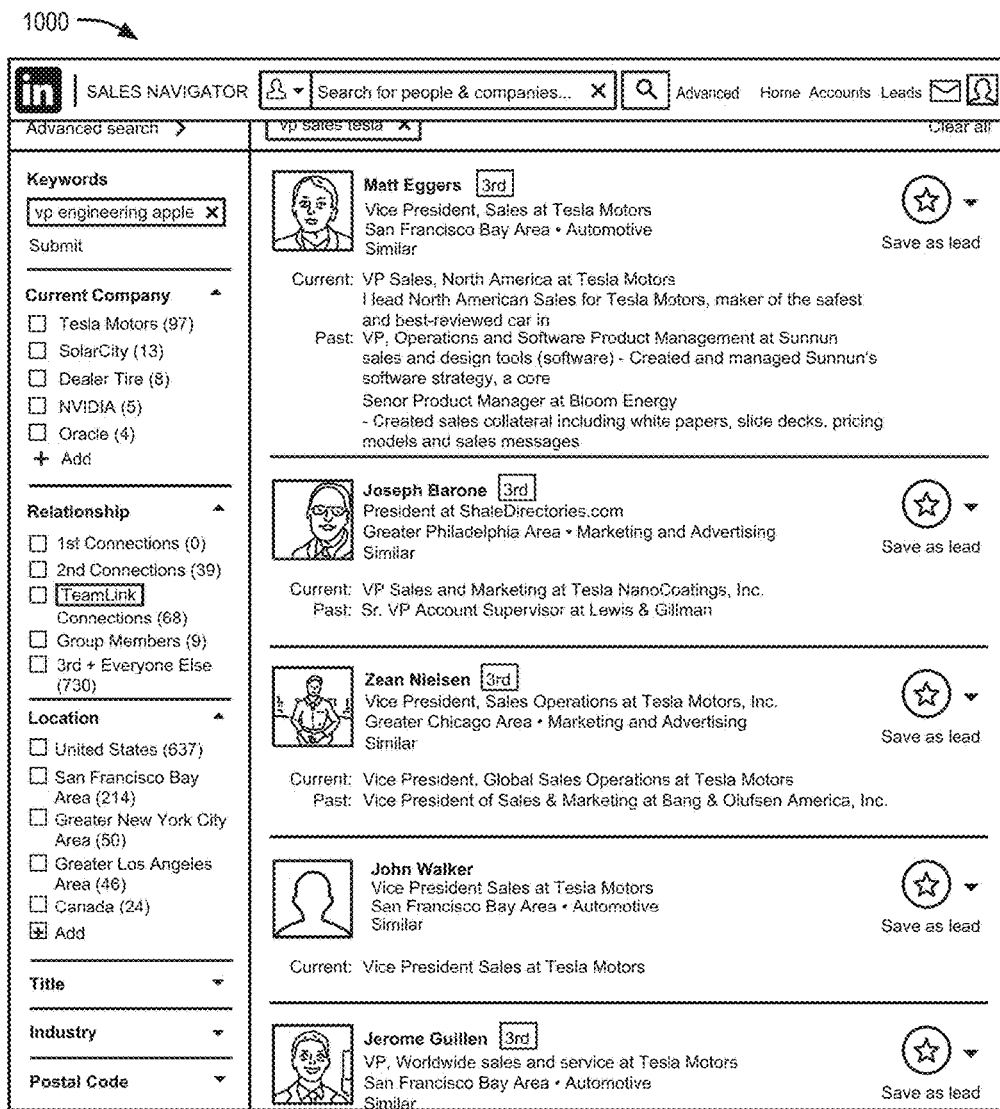 1000
in | SALES NAVIGATOR Search for people & companies... X Advanced Home Accounts Leads
Advanced search > vp sales tesla X Clear all
Keywords
vp engineering apple X
Submit
Current Company
Tesla Motors (97)
SolarCity (13)
Dealer Tire (8)
NVIDIA (5)
Oracle (4)
+ Add
Relationship
1st Connections (0)
2nd Connections (39)
TeamLink
Connections (68)
Group Members (9)
3rd + Everyone Else
(730)
Location
United States (637)
San Francisco Bay
Area (214)
Greater New York City
Area (50)
Greater Los Angeles
Area (46)
Canada (24)
+ Add
Title
Industry
Postal Code
Matt Eggers 3rd
Vice President, Sales at Tesla Motors
San Francisco Bay Area • Automotive
Similar
Save as lead
Current: VP Sales, North America at Tesla Motors
I lead North American Sales for Tesla Motors, maker of the safest
and best-reviewed car in
Past: VP, Operations and Software Product Management at Sunnun
sales and design tools (software) - Created and managed Sunnun's
software strategy, a core
Senor Product Manager at Bloom Energy
- Created sales collateral including white papers, slide decks, pricing
models and sales messages
Joseph Barone 3rd
President at ShaleDirectories.com
Greater Philadelphia Area • Marketing and Advertising
Similar
Save as lead
Current: VP Sales and Marketing at Tesla NanoCoatings, Inc.
Past: Sr. VP Account Supervisor at Lewis & Gillman
Zean Nielsen 3rd
Vice President, Sales Operations at Tesla Motors, Inc.
Greater Chicago Area • Marketing and Advertising
Similar
Save as lead
Current: Vice President, Global Sales Operations at Tesla Motors
Past: Vice President of Sales & Marketing at Bang & Olufsen America, Inc.
John Walker
Vice President Sales at Tesla Motors
San Francisco Bay Area • Automotive
Similar
Save as lead
Current: Vice President Sales at Tesla Motors
Jerome Guillen 3rd
VP, Worldwide sales and service at Tesla Motors
San Francisco Bay Area • Automotive
Similar
Save as lead